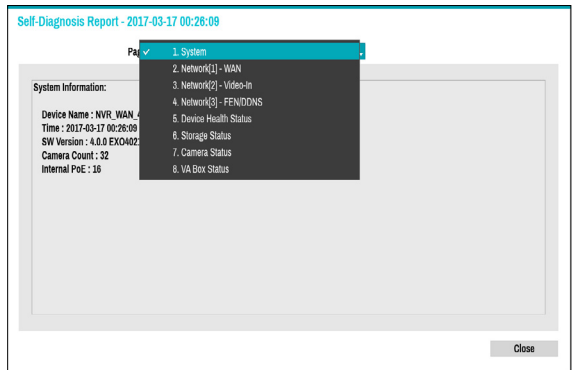 Self-Diagnosis Report - 2017-03-17 00:26:09
✓ 1. System
2. Network[1] - WAN
3. Network[2] - Video-In
4. Network[3] - FEN/DDNS
5. Device Health Status
6. Storage Status
7. Camera Status
8. VA Box Status
System Information:
Device Name : NVR_WAN_
Time : 2017-03-17 00:26:09
SW Version : 4.0.0 EXO402
Camera Count : 32
Internal PoE : 16
Close